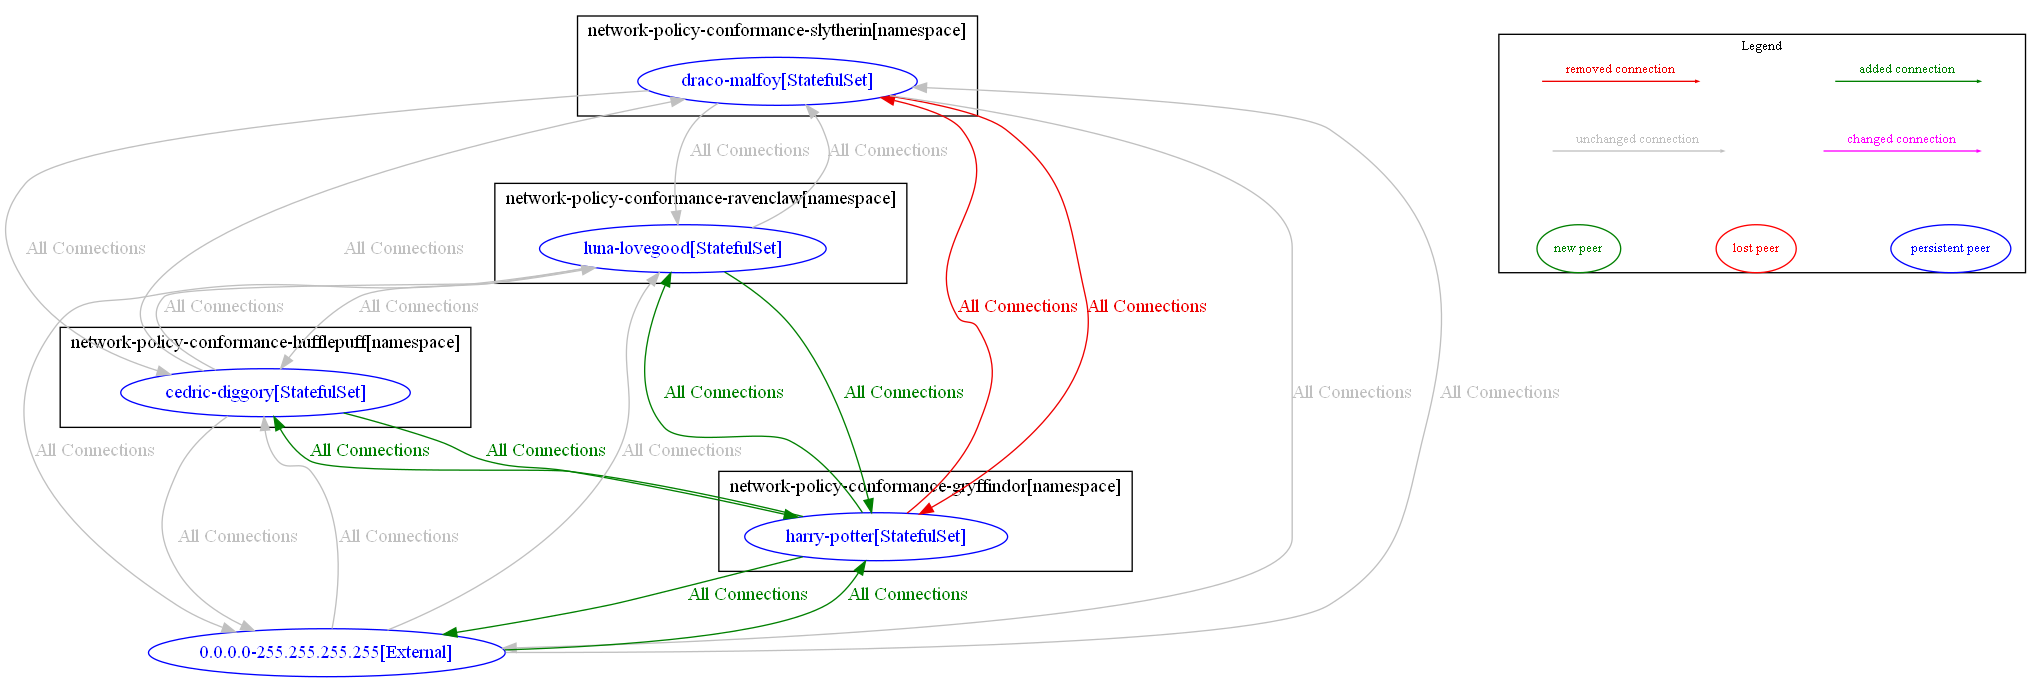 network-policy-conformance-slytherin[namespace]
draco-malfoy[StatefulSet]
Legend
removed connection
added connection
unchanged connection
changed connection
new peer
lost peer
persistent peer
All Connections
All Connections
network-policy-conformance-ravenclaw[namespace]
luna-lovegood[StatefulSet]
All Connections
All Connections
All Connections
All Connections
All Connections
All Connections
network-policy-conformance-hufflepuff[namespace]
cedric-diggory[StatefulSet]
All Connections
All Connections
All Connections
All Connections
All Connections
All Connections
All Connections
All Connections
network-policy-conformance-gryffindor[namespace]
harry-potter[StatefulSet]
All Connections
All Connections
All Connections
All Connections
0.0.0.0-255.255.255.255[External]